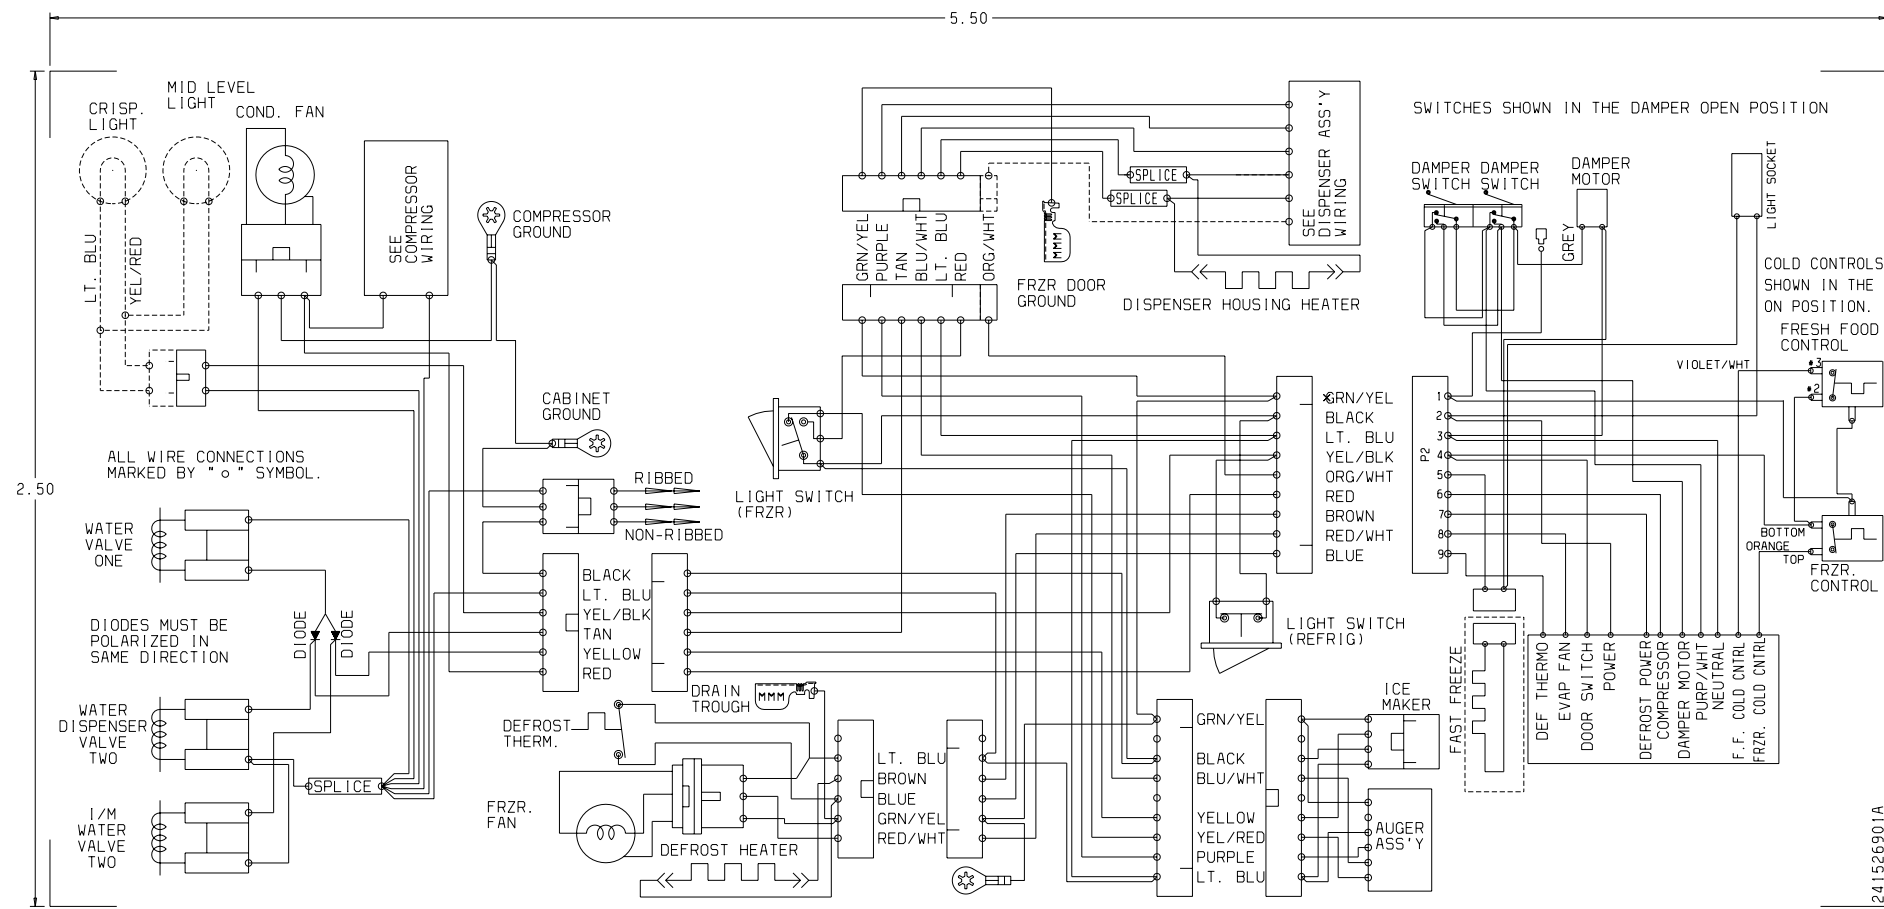 5.50
2.50
CRISP.
LIGHT
MID LEVEL
LIGHT
COND. FAN
LT. BLU
YEL/RED
SEE
COMPRESSOR
WIRING
COMPRESSOR
GROUND
CABINET
GROUND
ALL WIRE CONNECTIONS
MARKED BY "o" SYMBOL.
WATER
VALVE
ONE
DIODES MUST BE
POLARIZED IN
SAME DIRECTION
DIODE
DIODE
WATER
DISPENSER
VALVE
TWO
I/M
WATER
VALVE
TWO
SPLICE
RIBBED
NON-RIBBED
BLACK
LT. BLU
YEL/BLK
TAN
YELLOW
RED
DRAIN
TROUGH
MMM
DEFROST
THERM.
FRZR.
FAN
DEFROST HEATER
LT. BLU
BROWN
BLUE
GRN/YEL
RED/WHT
LIGHT SWITCH
(FRZR)
GRN/YEL
PURPLE
TAN
BLU/WHT
LT. BLU
RED
ORG/WHT
MMM
FRZR DOOR
GROUND
SPLICE
SPLICE
SEE
DISPENSER ASS'Y
WIRING
DISPENSER HOUSING HEATER
GRN/YEL
BLACK
LT. BLU
YEL/BLK
ORG/WHT
RED
BROWN
RED/WHT
BLUE
LIGHT SWITCH
(REFRIG)
GRN/YEL
BLACK
BLU/WHT
YELLOW
YEL/RED
PURPLE
LT. BLU
ICE
MAKER
AUGER
ASS'Y
SWITCHES SHOWN IN THE DAMPER OPEN POSITION
DAMPER
SWITCH
DAMPER
SWITCH
DAMPER
MOTOR
GREY
LIGHT SOCKET
COLD CONTROLS
SHOWN IN THE
ON POSITION.
FRESH FOOD
CONTROL
VIOLET/WHT
#3
#2
P2
1
2
3
4
5
6
7
8
9
BOTTOM
ORANGE
TOP
FRZR.
CONTROL
FAST FREEZE
DEF THERMO
EVAP FAN
DOOR SWITCH
POWER
DEFROST POWER
COMPRESSOR
DAMPER MOTOR
PURP/WHT
NEUTRAL
F.F. COLD CNTRL
FRZR. COLD CNTRL
241526901A